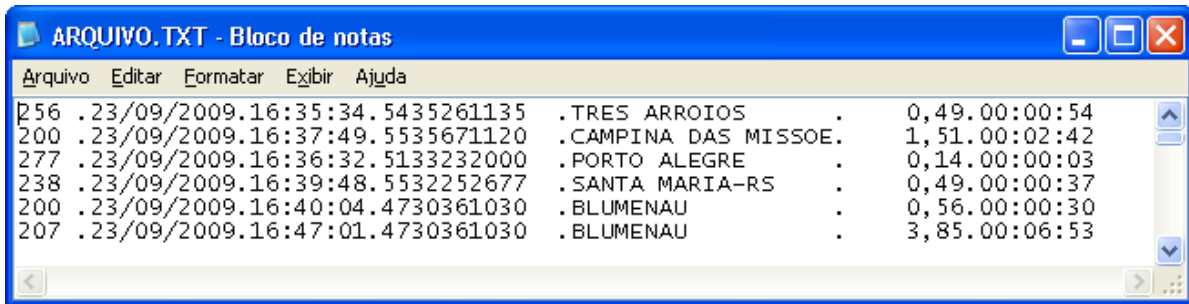 ARQUIVO.TXT - Bloco de notas
Arquivo Editar Formatar Exibir Ajuda
256 .23/09/2009.16:35:34.5435261135 .TRES ARROIOS . 0,49.00:00:54
200 .23/09/2009.16:37:49.5535671120 .CAMPINA DAS MISSOE. 1,51.00:02:42
277 .23/09/2009.16:36:32.5133232000 .PORTO ALEGRE . 0,14.00:00:03
238 .23/09/2009.16:39:48.5532252677 .SANTA MARIA-RS . 0,49.00:00:37
200 .23/09/2009.16:40:04.4730361030 .BLUMENAU . 0,56.00:00:30
207 .23/09/2009.16:47:01.4730361030 .BLUMENAU . 3,85.00:06:53